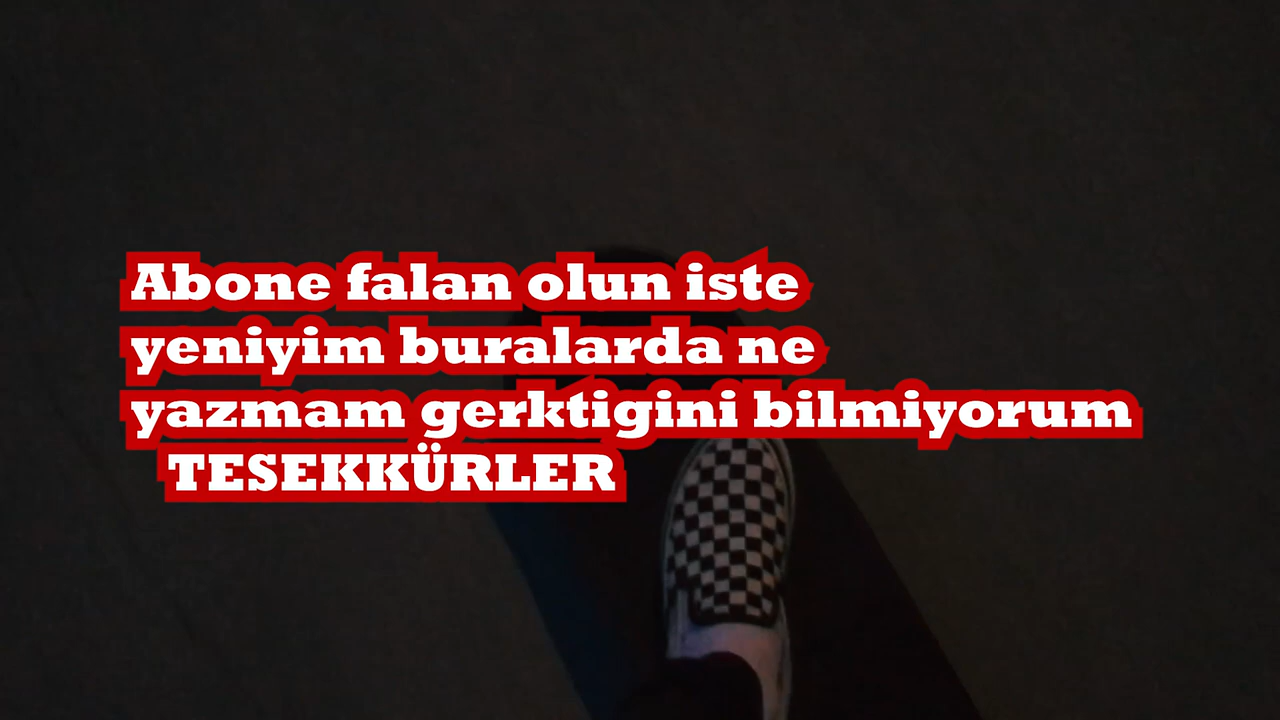 Abone falan olun iste
yeniyim buralarda ne
yazmam gerktigini bilmiyorum
TESEKKÜRLER